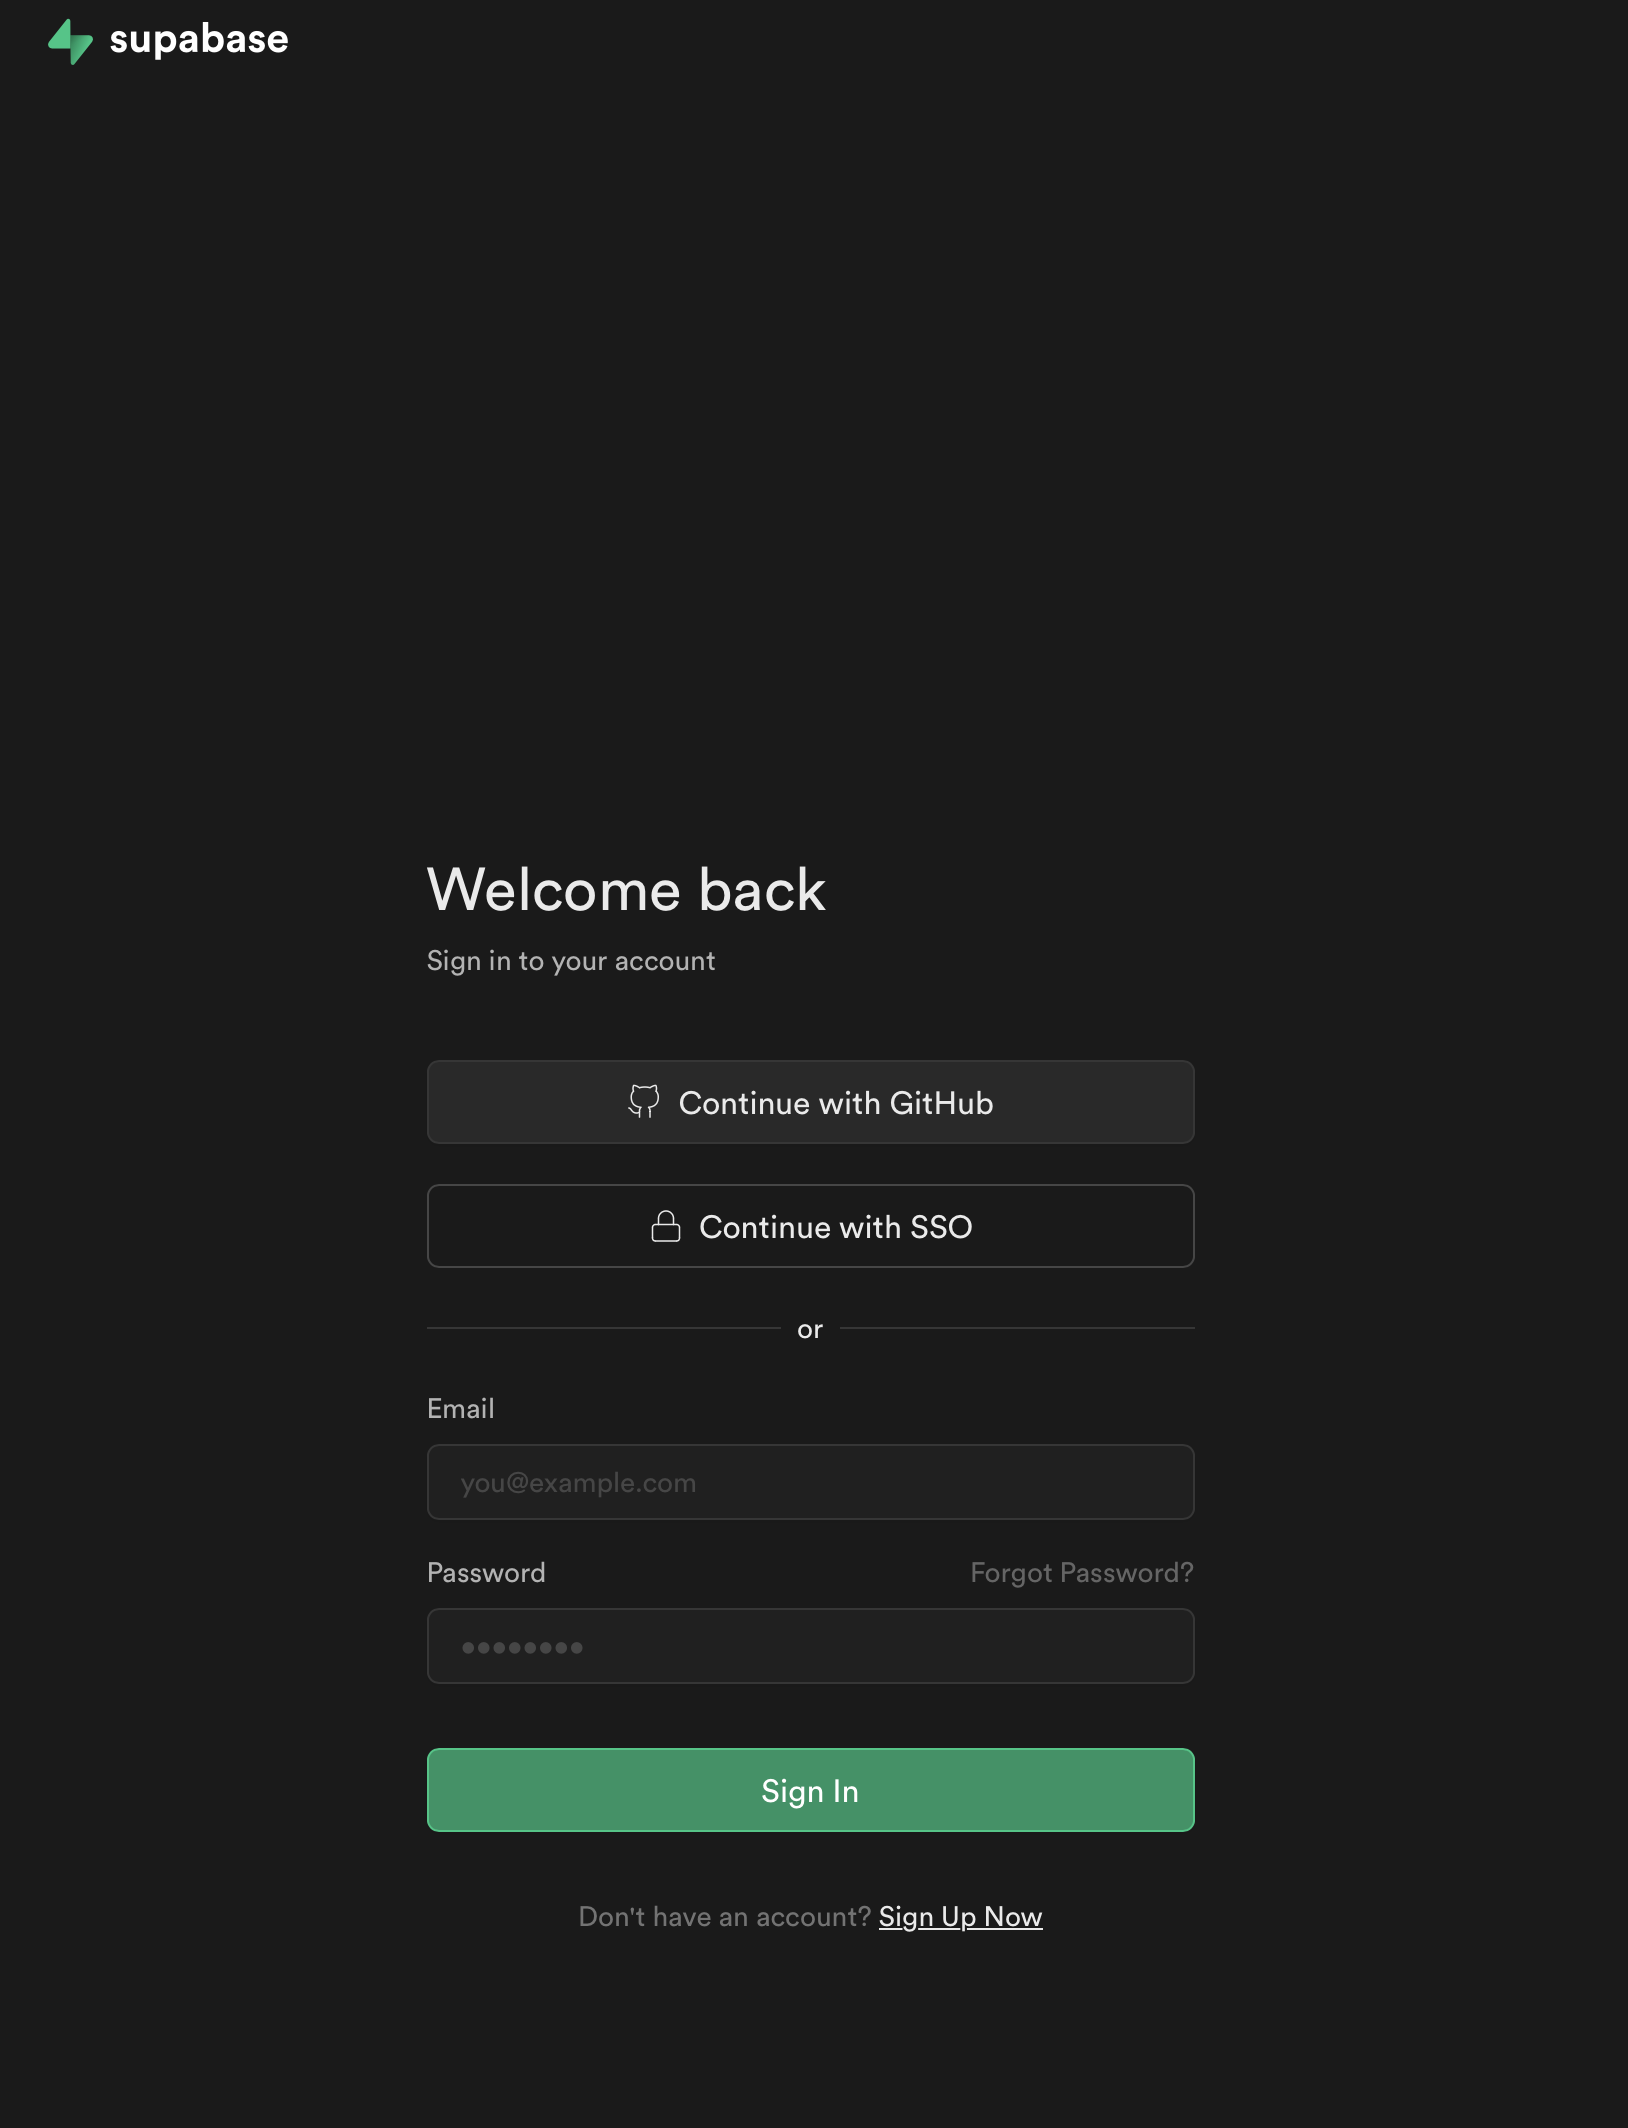 supabase
Welcome back
Sign in to your account
Continue with GitHub
Continue with SSO
or
Email
you@example.com
Password
Forgot Password?
••••••••
Sign In
Don't have an account? Sign Up Now